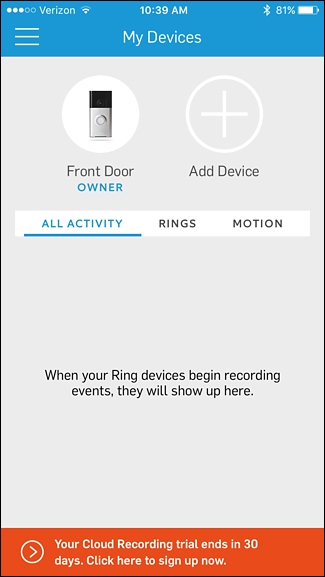 Verizon 10:39 AM 81%
My Devices
Front Door Add Device
OWNER
ALL ACTIVITY RINGS MOTION
When your Ring devices begin recording
events, they will show up here.
Your Cloud Recording trial ends in 30
days. Click here to sign up now.